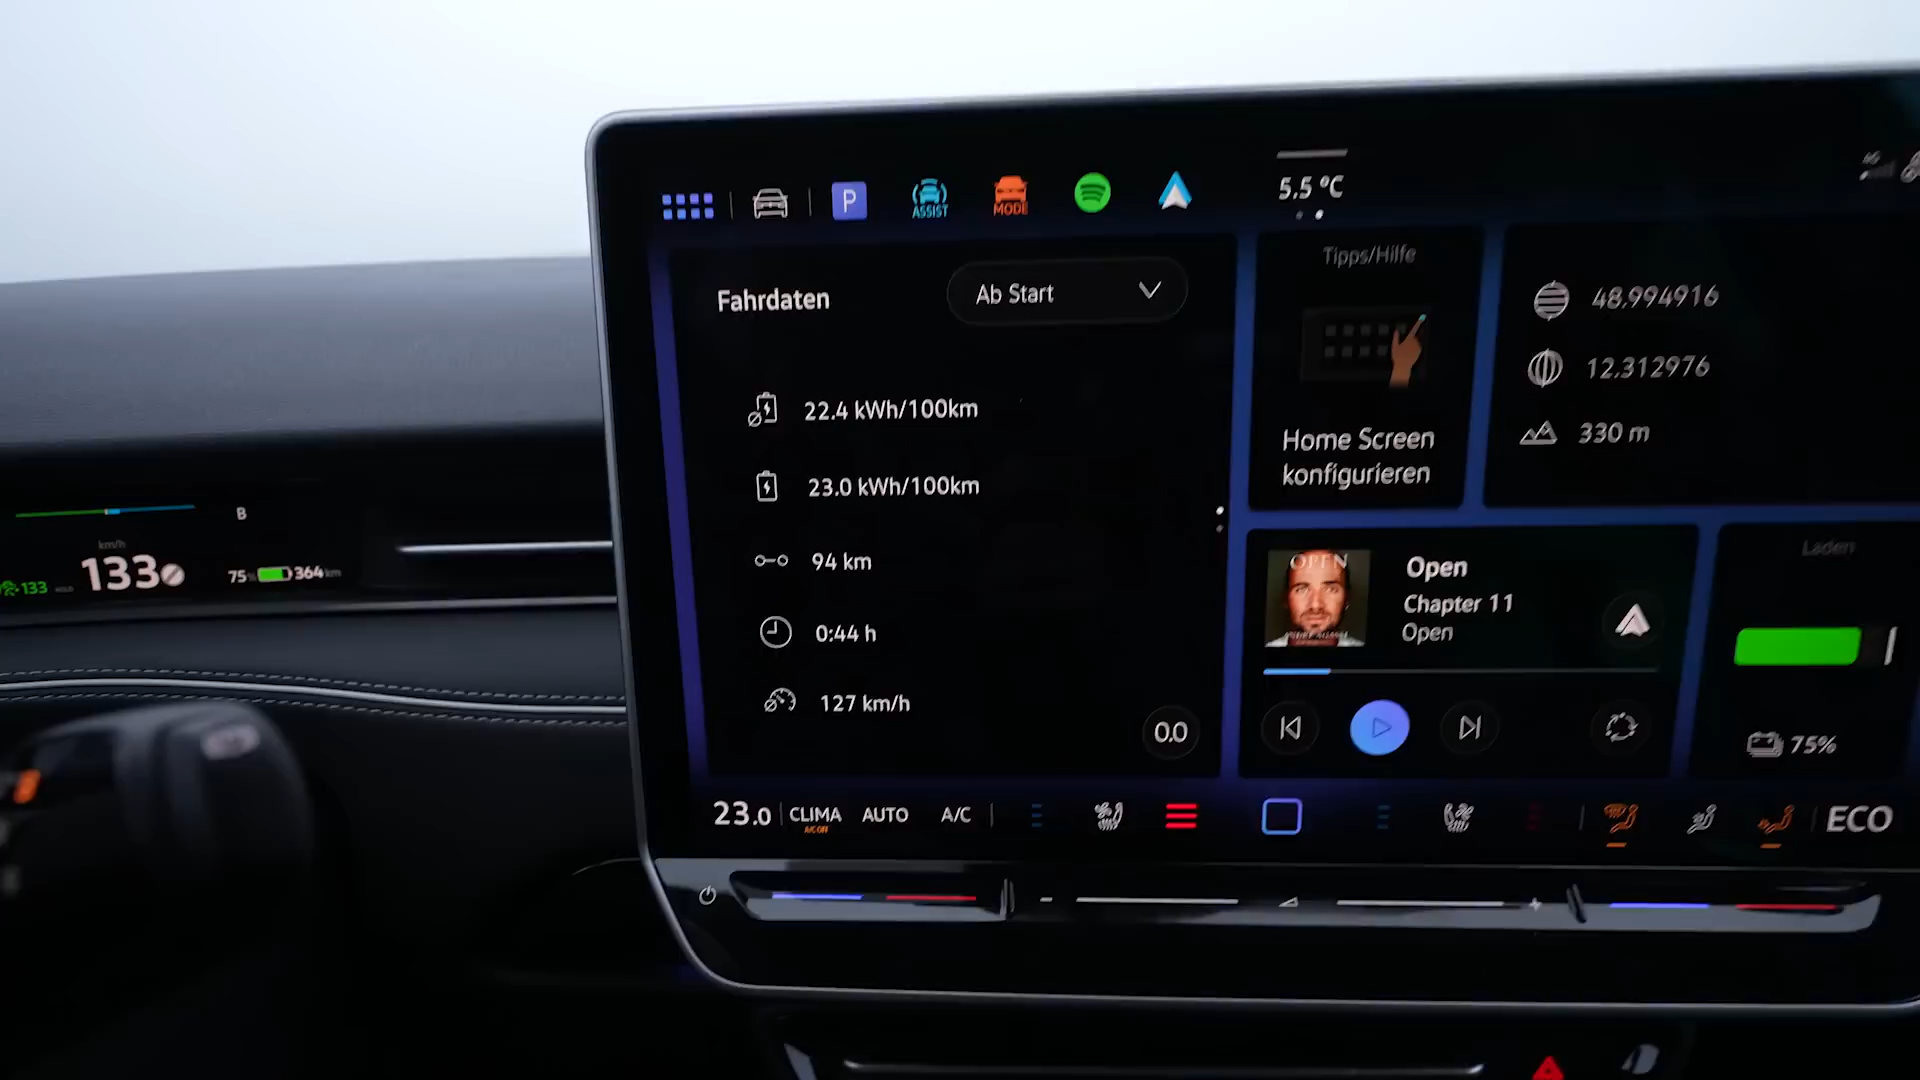 P
ASSIST
MODE
5.5 °C
Fahrdaten
Ab Start
Tipps/Hilfe
Home Screen
konfigurieren
48.994916
12.312976
330 m
22.4 kWh/100km
23.0 kWh/100km
94 km
0:44 h
127 km/h
0.0
OPEN
Open
Chapter 11
Open
Laden
75%
B
km/h
133
133
75%
364 km
23.0
CLIMA
A/C ON
AUTO
A/C
ECO
- +